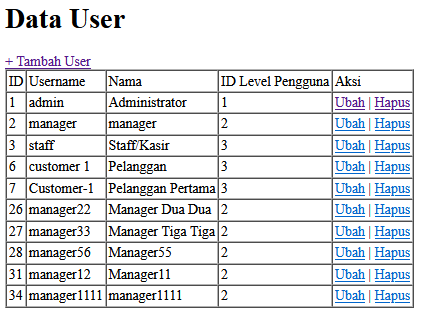 Data User
+ Tambah User
ID Username Nama ID Level Pengguna Aksi
1 admin Administrator 1 Ubah | Hapus
2 manager manager 2 Ubah | Hapus
3 staff Staff/Kasir 3 Ubah | Hapus
6 customer 1 Pelanggan 3 Ubah | Hapus
7 Customer-1 Pelanggan Pertama 3 Ubah | Hapus
26 manager22 Manager Dua Dua 2 Ubah | Hapus
27 manager33 Manager Tiga Tiga 2 Ubah | Hapus
28 manager56 Manager55 2 Ubah | Hapus
31 manager12 Manager11 2 Ubah | Hapus
34 manager1111 manager1111 2 Ubah | Hapus